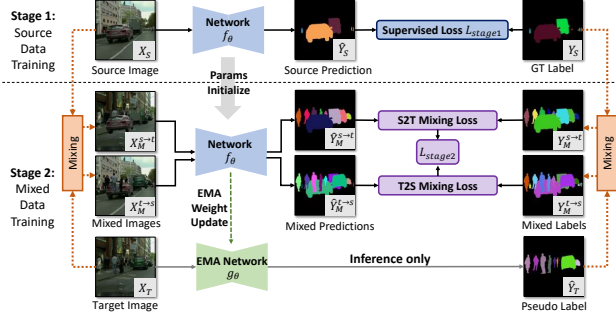 Stage 1:
Source
Data
Training
X_S
Source Image
Network
f_θ
Ŷ_S
Source Prediction
Supervised Loss L_stage1
Y_S
GT Label
Params
Initialize
Mixing
Stage 2:
Mixed
Data
Training
X_M^{s→t}
X_M^{t→s}
Mixed Images
Network
f_θ
EMA
Weight
Update
Ŷ_M^{s→t}
Ŷ_M^{t→s}
Mixed Predictions
S2T Mixing Loss
L_stage2
T2S Mixing Loss
Y_M^{s→t}
Y_M^{t→s}
Mixed Labels
Mixing
X_T
Target Image
EMA Network
g_θ
Inference only
Ŷ_T
Pseudo Label